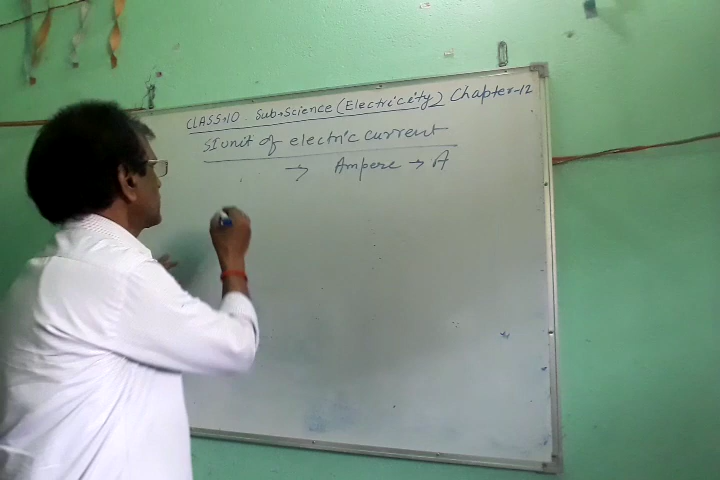 CLASS:10. Sub:Science (Electricity) Chapter-12
SI unit of electric current
→ Ampere → A